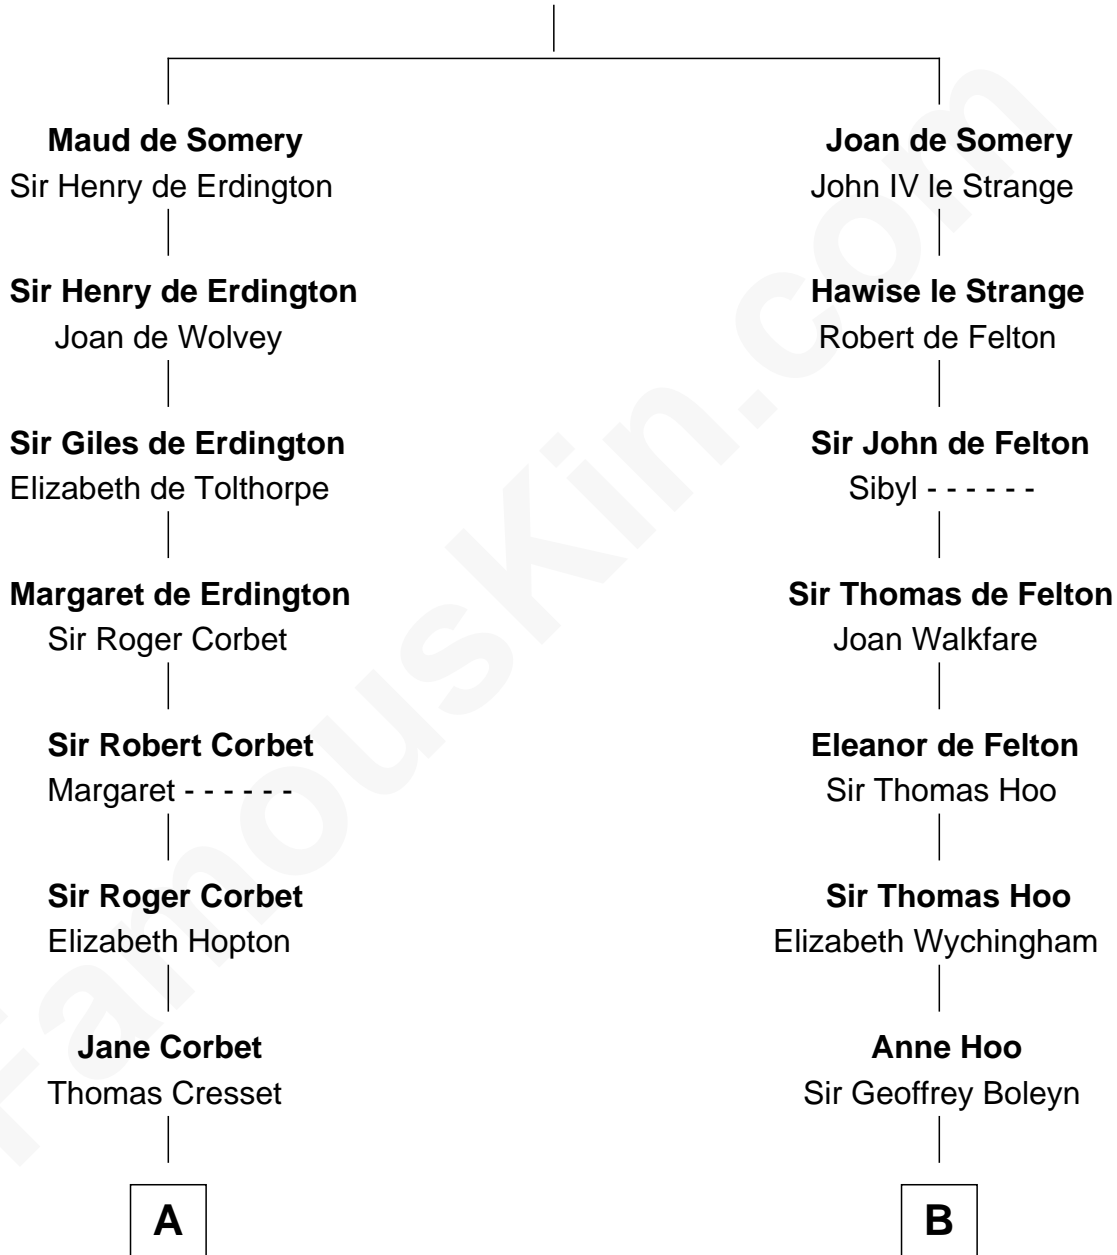 Maud de Somery
Sir Henry de Erdington
Joan de Somery
John IV le Strange
Sir Henry de Erdington
Joan de Wolvey
Hawise le Strange
Robert de Felton
Sir Giles de Erdington
Elizabeth de Tolthorpe
Sir John de Felton
Sibyl - - - - - -
Margaret de Erdington
Sir Roger Corbet
Sir Thomas de Felton
Joan Walkfare
Sir Robert Corbet
Margaret - - - - - -
Eleanor de Felton
Sir Thomas Hoo
Sir Roger Corbet
Elizabeth Hopton
Sir Thomas Hoo
Elizabeth Wychingham
Jane Corbet
Thomas Cresset
Anne Hoo
Sir Geoffrey Boleyn
A
B
FamousKin.com